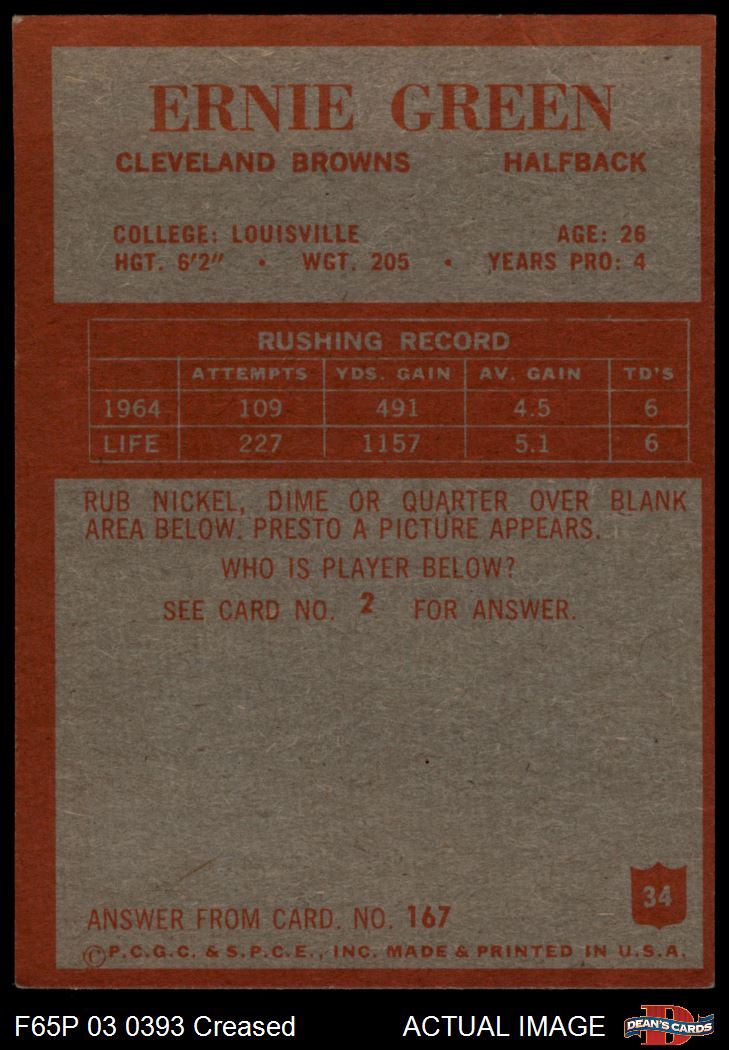 ERNIE GREEN
CLEVELAND BROWNS HALFBACK
COLLEGE: LOUISVILLE AGE: 26
HGT. 6'2" • WGT. 205 • YEARS PRO: 4
RUSHING RECORD
ATTEMPTS YDS. GAIN AV. GAIN TD'S
1964 109 491 4.5 6
LIFE 227 1157 5.1 6
RUB NICKEL, DIME OR QUARTER OVER BLANK
AREA BELOW. PRESTO A PICTURE APPEARS.
WHO IS PLAYER BELOW?
SEE CARD NO. 2 FOR ANSWER.
34
ANSWER FROM CARD. NO. 167
©P.C.G.C. & S.P.C.E., INC. MADE & PRINTED IN U.S.A.
F65P 03 0393 Creased ACTUAL IMAGE
D
DEAN'S CARDS